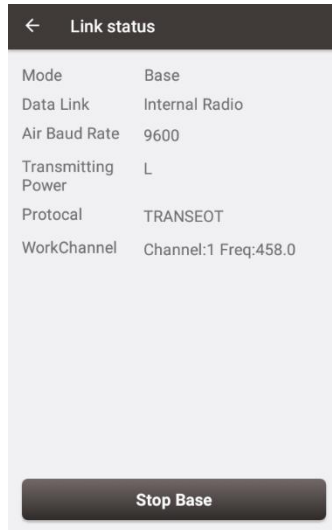 ← Link status
Mode Base
Data Link Internal Radio
Air Baud Rate 9600
Transmitting Power L
Protocal TRANSEOT
WorkChannel Channel:1 Freq:458.0
Stop Base